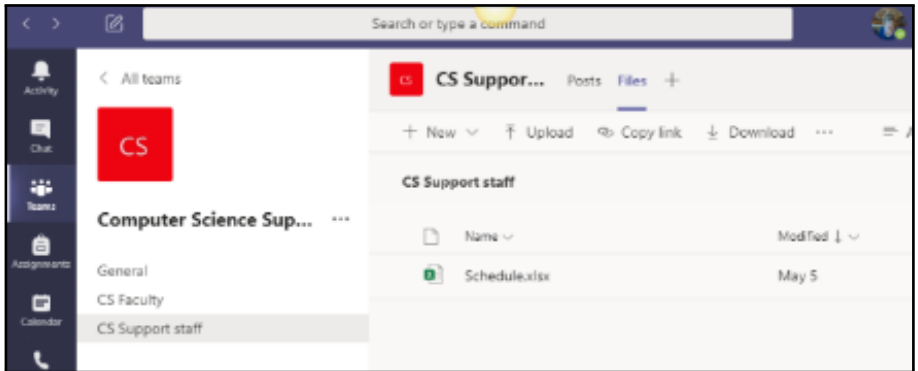 Search or type a command
Activity
Chat
Teams
Assignments
Calendar
All teams
CS
Computer Science Sup... ...
General
CS Faculty
CS Support staff
CS CS Suppor... Posts Files +
+ New Upload Copy link Download ...
CS Support staff
Name Modified ↓
Schedule.xlsx May 5